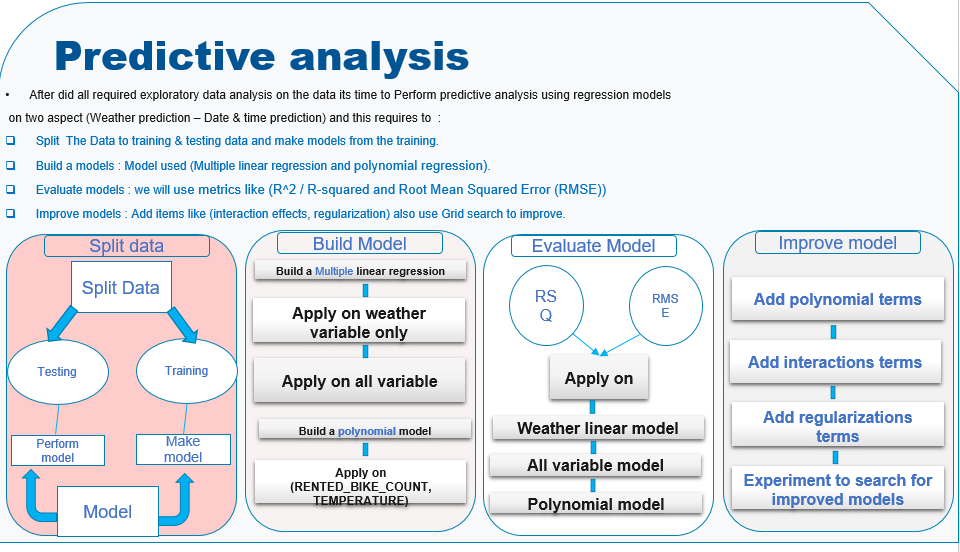 Predictive analysis
• After did all required exploratory data analysis on the data its time to Perform predictive analysis using regression models
on two aspect (Weather prediction – Date & time prediction) and this requires to :
❑ Split The Data to training & testing data and make models from the training.
❑ Build a models : Model used (Multiple linear regression and polynomial regression).
❑ Evaluate models : we will use metrics like (R^2 / R-squared and Root Mean Squared Error (RMSE))
❑ Improve models : Add items like (interaction effects, regularization) also use Grid search to improve.
Split data
Split Data
Testing
Training
Perform
model
Make
model
Model
Build Model
Build a Multiple linear regression
Apply on weather
variable only
Apply on all variable
Build a polynomial model
Apply on
(RENTED_BIKE_COUNT,
TEMPERATURE)
Evaluate Model
RS
Q
RMS
E
Apply on
Weather linear model
All variable model
Polynomial model
Improve model
Add polynomial terms
Add interactions terms
Add regularizations
terms
Experiment to search for
improved models